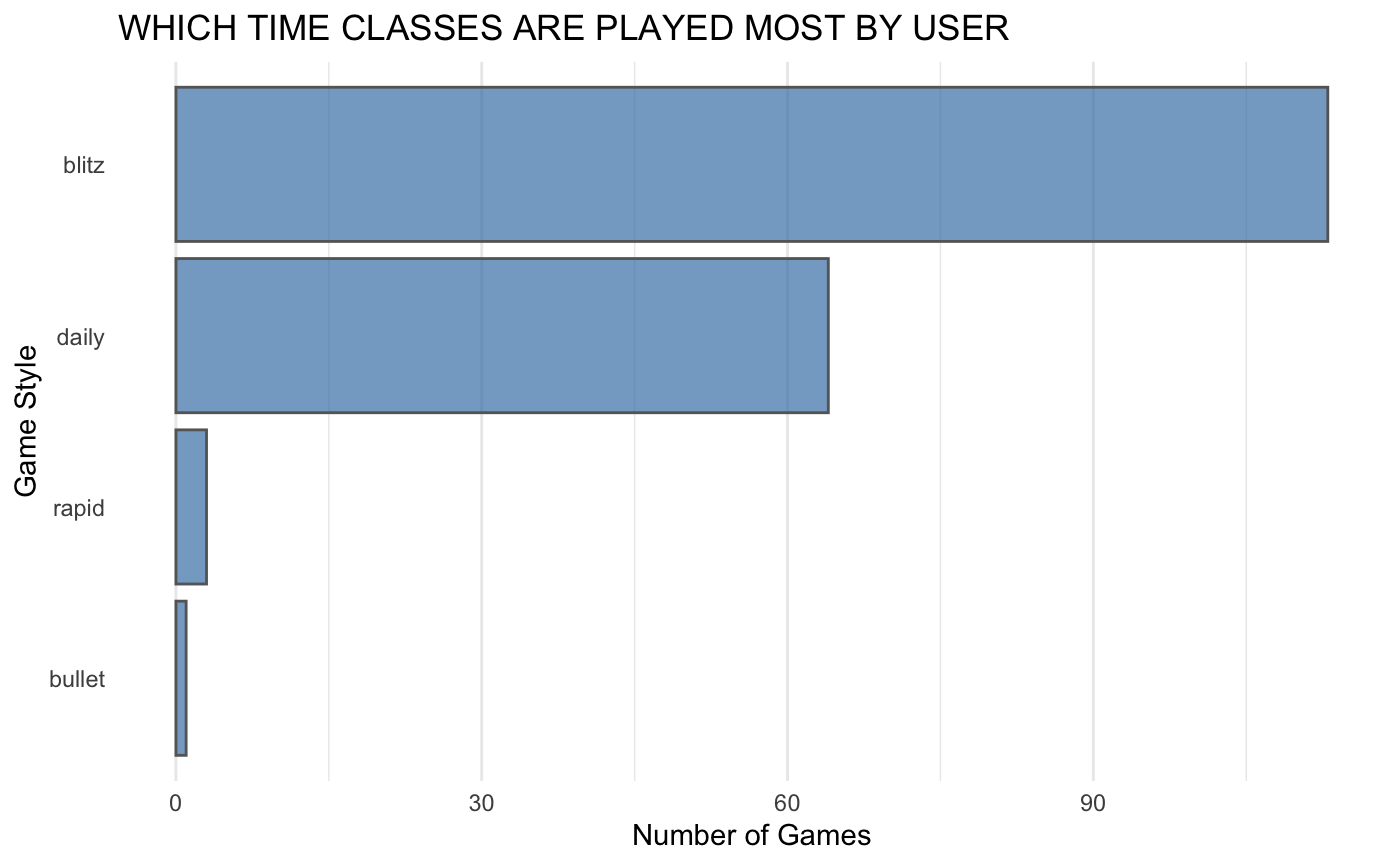 WHICH TIME CLASSES ARE PLAYED MOST BY USER
blitz
daily
rapid
bullet
Game Style
0 30 60 90
Number of Games